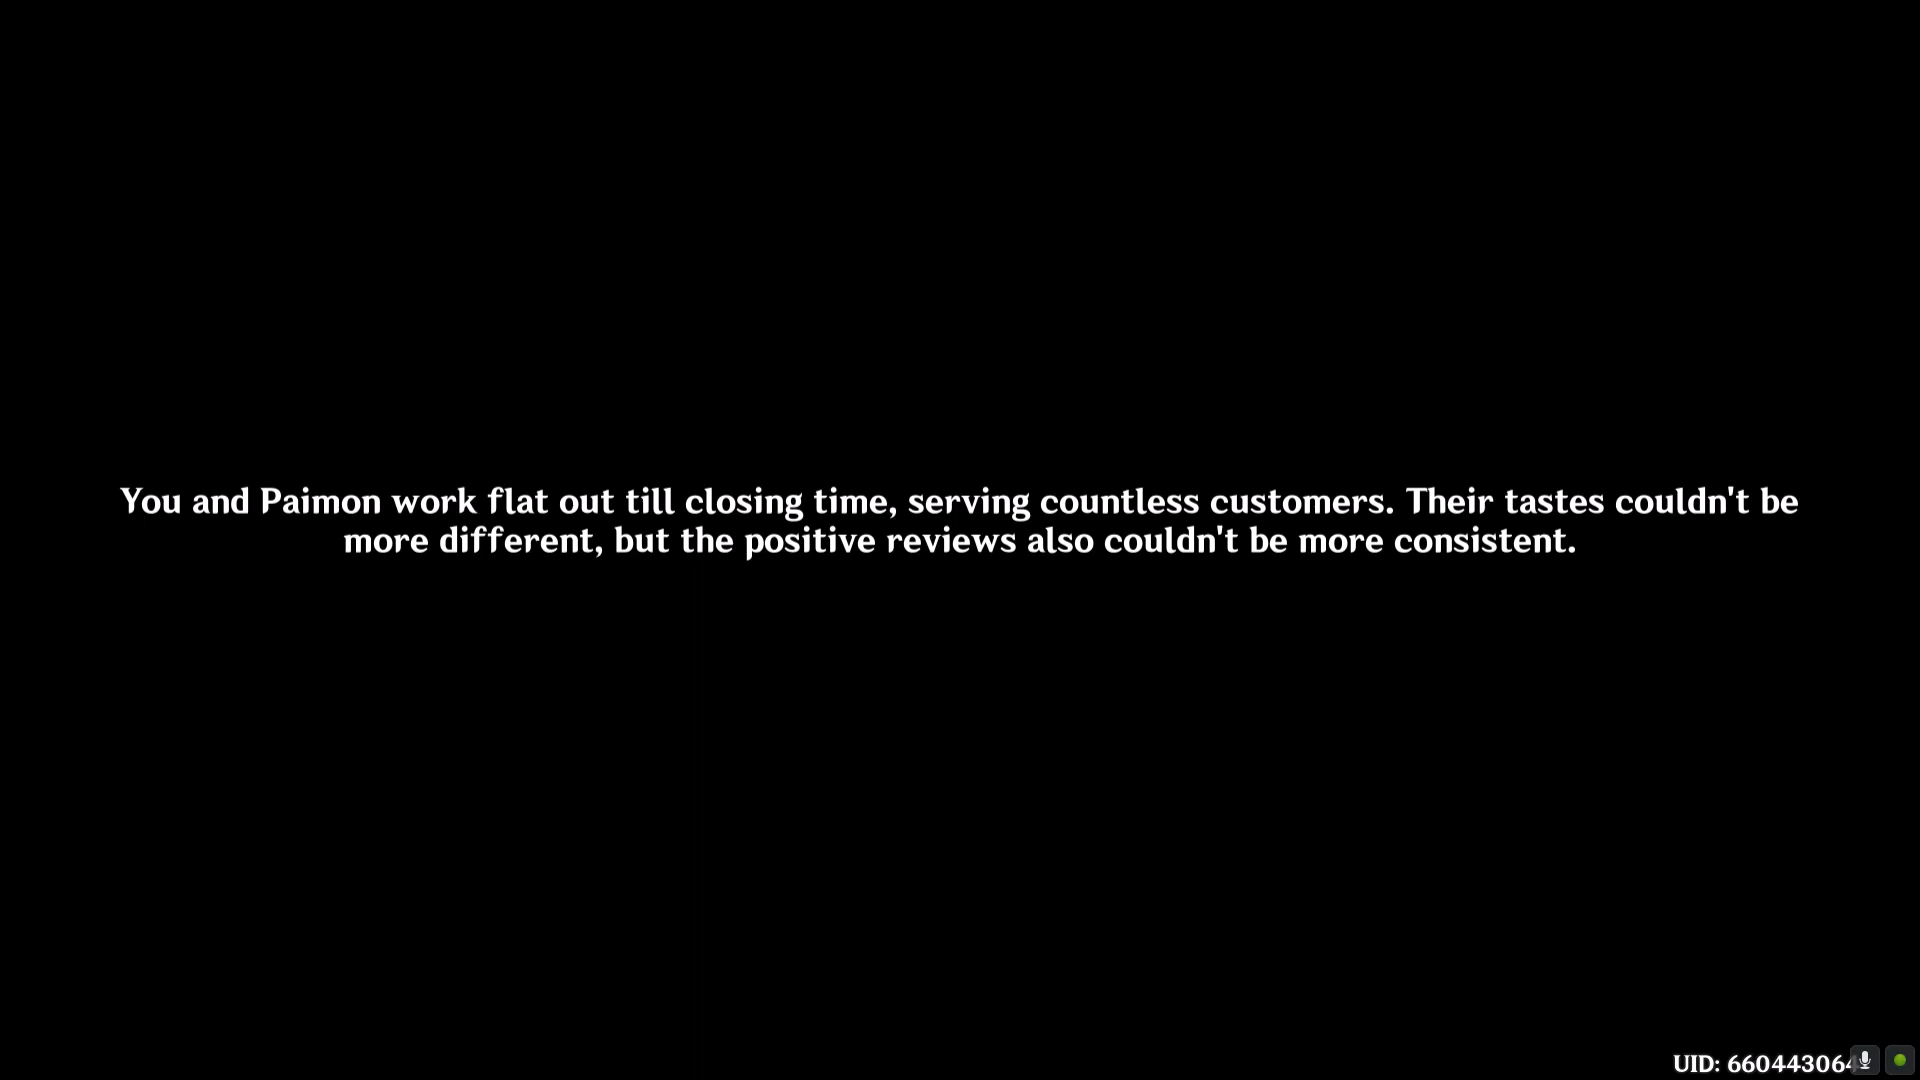 You and Paimon work flat out till closing time, serving countless customers. Their tastes couldn't be
more different, but the positive reviews also couldn't be more consistent.
UID: 660443064